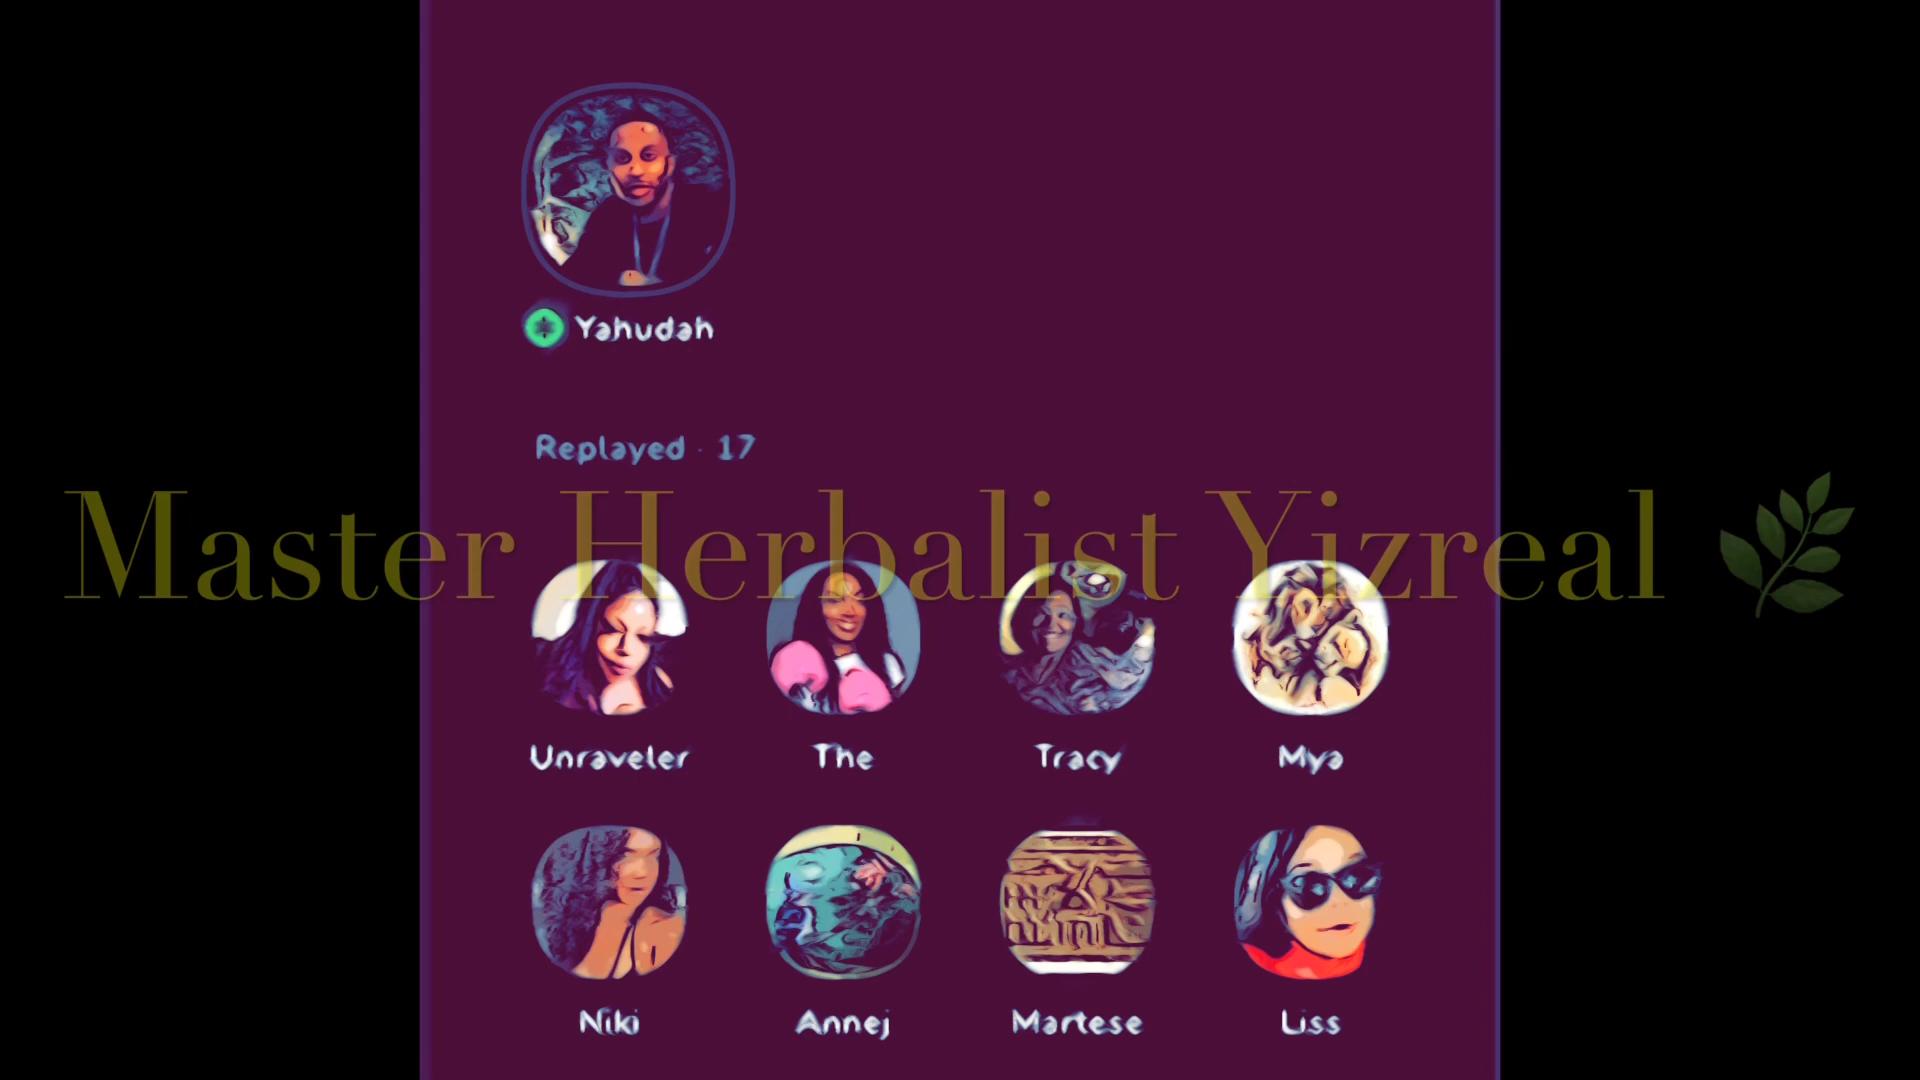 Yahudah
Replayed · 17
Master Herbalist Yizreal
Unraveler The Tracy Mya
Niki Annej Martese Liss